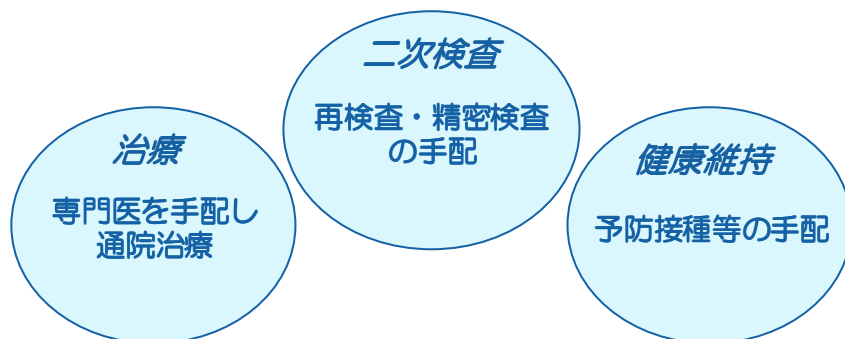 治療
専門医を手配し
通院治療
二次検査
再検査・精密検査
の手配
健康維持
予防接種等の手配